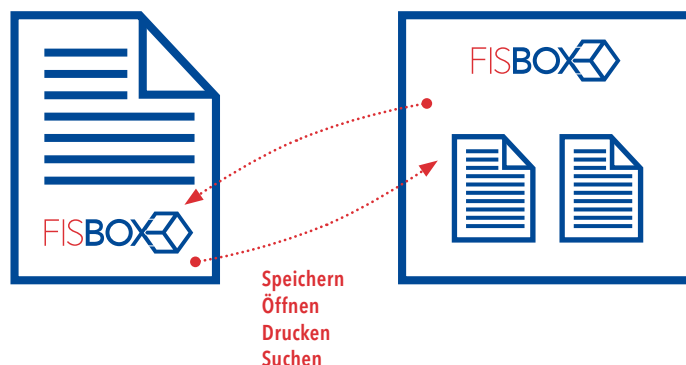 FISBOX
FISBOX
Speichern
Öffnen
Drucken
Suchen